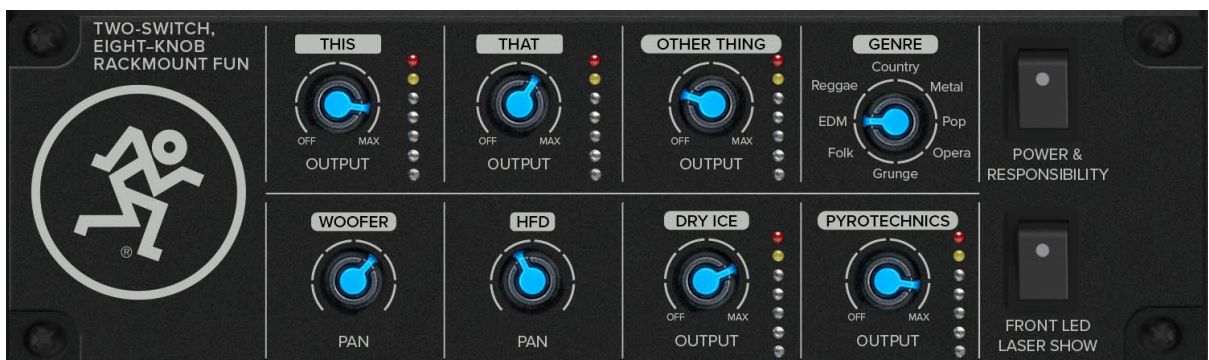 TWO-SWITCH,
EIGHT-KNOB
RACKMOUNT FUN
THIS
OFF MAX
OUTPUT
THAT
OFF MAX
OUTPUT
OTHER THING
OFF MAX
OUTPUT
GENRE
Country
Reggae Metal
EDM Pop
Folk Opera
Grunge
POWER &
RESPONSIBILITY
®
WOOFER
PAN
HFD
PAN
DRY ICE
OFF MAX
OUTPUT
PYROTECHNICS
OFF MAX
OUTPUT
FRONT LED
LASER SHOW